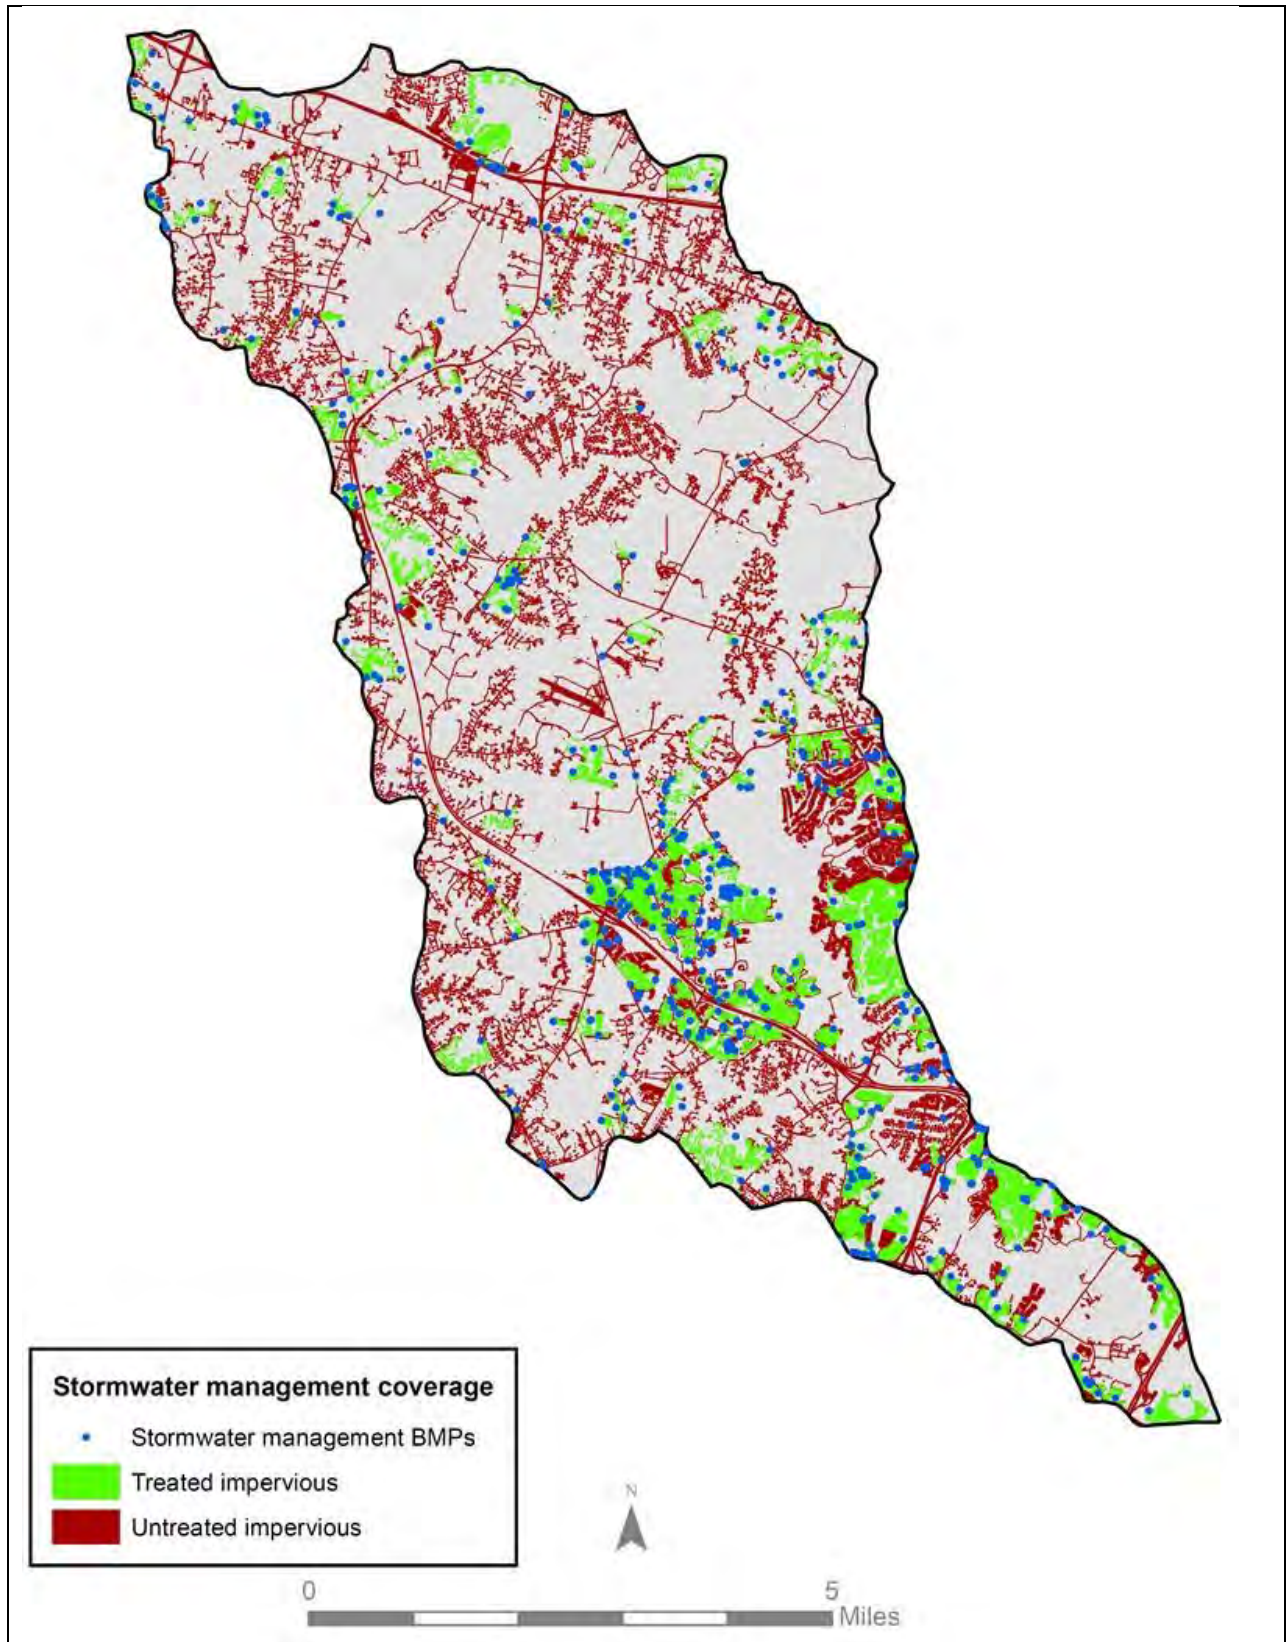 Stormwater management coverage
Stormwater management BMPs
Treated impervious
Untreated impervious
N
0 5
Miles